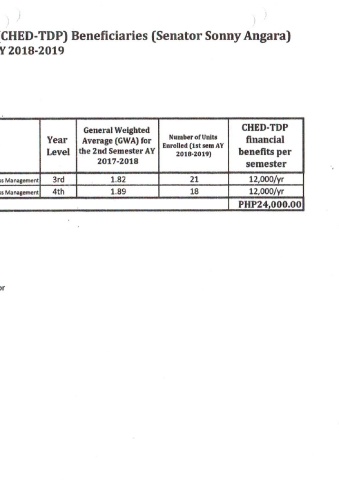 (CHED-TDP) Beneficiaries (Senator Sonny Angara)
Y 2018-2019
Year Level
General Weighted Average (GWA) for the 2nd Semester AY 2017-2018
Number of Units Enrolled (1st sem AY 2018-2019)
CHED-TDP financial benefits per semester
ss Management 3rd 1.82 21 12,000/yr
ss Management 4th 1.89 18 12,000/yr
PHP24,000.00
or